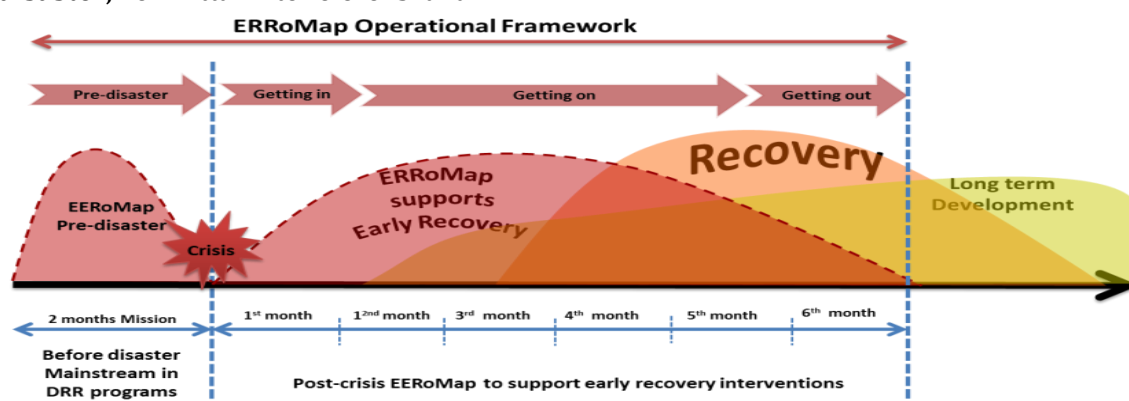 ERRoMap Operational Framework
Pre-disaster
Getting in
Getting on
Getting out
Recovery
ERRoMap
supports
Early Recovery
EERoMap
Pre-disaster
Long term
Development
Crisis
2 months Mission
1st month
12nd month
3rd month
4th month
5th month
6th month
Before disaster
Mainstream in
DRR programs
Post-crisis EERoMap to support early recovery interventions